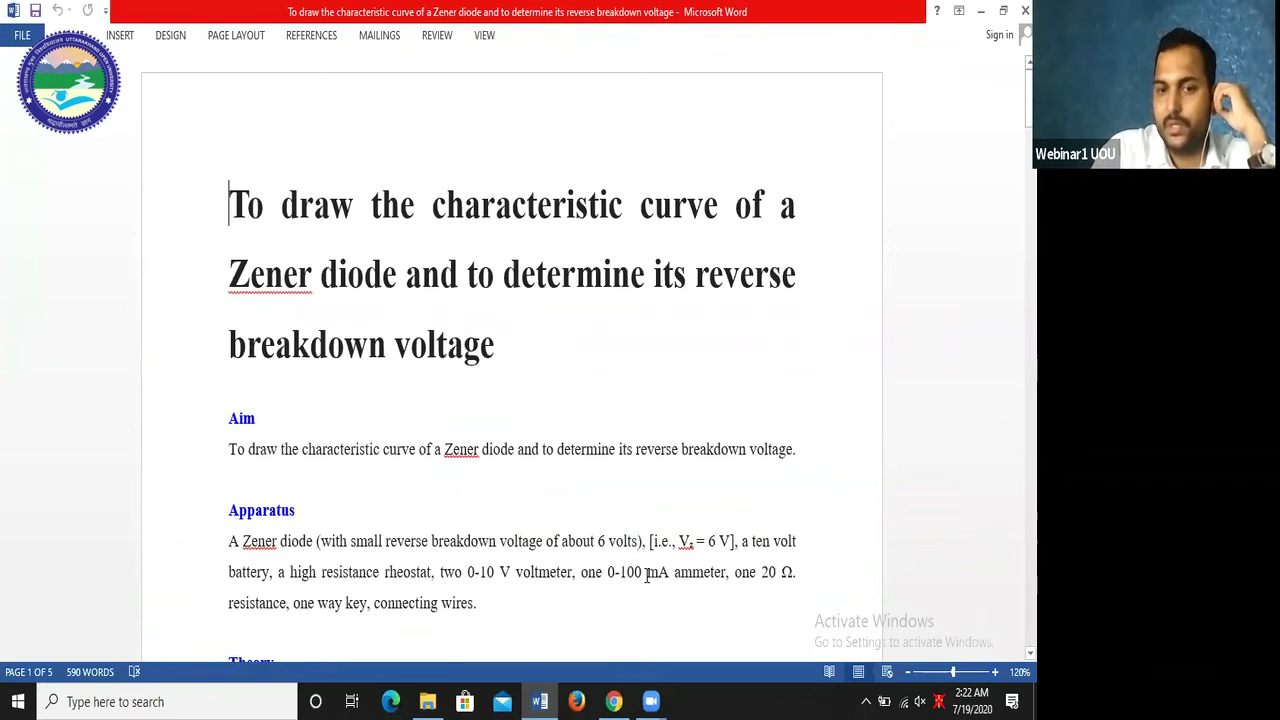 To draw the characteristic curve of a Zener diode and to determine its reverse breakdown voltage - Microsoft Word
?
FILE INSERT DESIGN PAGE LAYOUT REFERENCES MAILINGS REVIEW VIEW Sign in
Webinar1 UOU
To draw the characteristic curve of a
Zener diode and to determine its reverse
breakdown voltage
Aim
To draw the characteristic curve of a Zener diode and to determine its reverse breakdown voltage.
Apparatus
A Zener diode (with small reverse breakdown voltage of about 6 volts), [i.e., Vz = 6 V], a ten volt
battery, a high resistance rheostat, two 0-10 V voltmeter, one 0-100 mA ammeter, one 20 Ω.
resistance, one way key, connecting wires.
Theory
Activate Windows
Go to Settings to activate Windows.
PAGE 1 OF 5 590 WORDS 120%
Type here to search
2:22 AM
7/19/2020